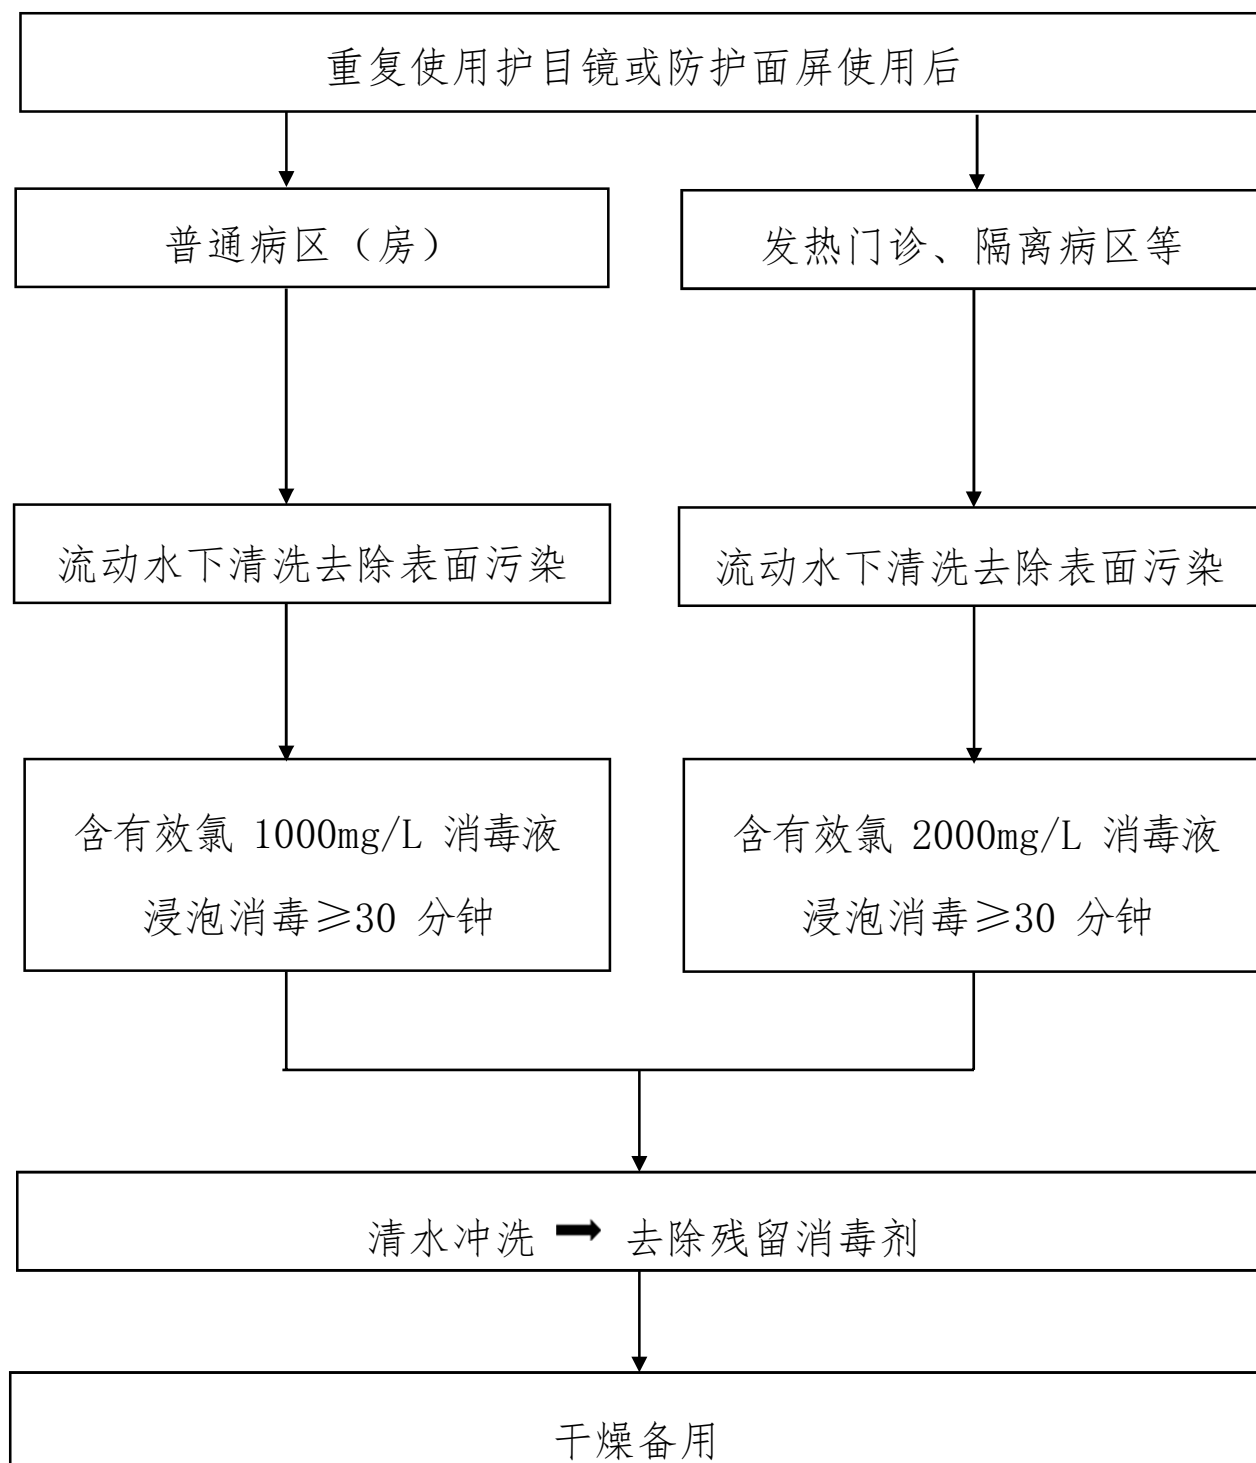 重复使用护目镜或防护面屏使用后
普通病区（房）
发热门诊、隔离病区等
流动水下清洗去除表面污染
流动水下清洗去除表面污染
含有效氯 1000mg/L 消毒液
浸泡消毒≥30 分钟
含有效氯 2000mg/L 消毒液
浸泡消毒≥30 分钟
清水冲洗 ➡ 去除残留消毒剂
干燥备用